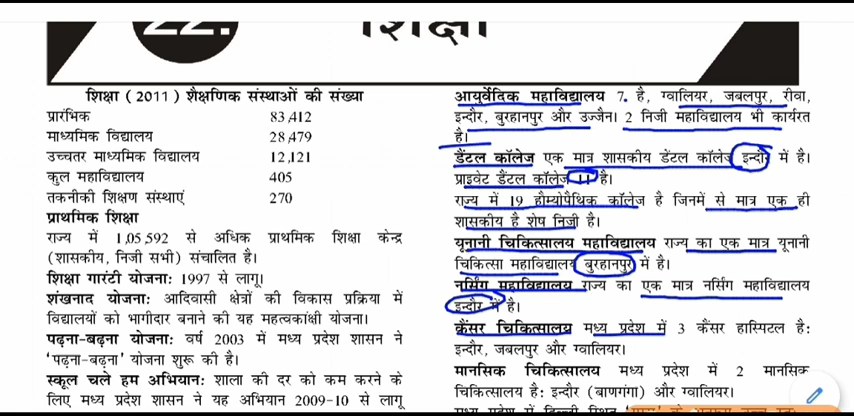 22.
शिक्षा
शिक्षा (2011) शैक्षणिक संस्थाओं की संख्या
प्रारंभिक 83,412
माध्यमिक विद्यालय 28,479
उच्चतर माध्यमिक विद्यालय 12,121
कुल महाविद्यालय 405
तकनीकी शिक्षण संस्थाएं 270
प्राथमिक शिक्षा
राज्य में 1,05,592 से अधिक प्राथमिक शिक्षा केन्द्र
(शासकीय, निजी सभी) संचालित है।
शिक्षा गारंटी योजना: 1997 से लागू।
शंखनाद योजना: आदिवासी क्षेत्रों की विकास प्रक्रिया में
विद्यालयों को भागीदार बनाने की यह महत्वकांक्षी योजना।
पढ़ना-बढ़ना योजना: वर्ष 2003 में मध्य प्रदेश शासन ने
'पढ़ना-बढ़ना' योजना शुरू की है।
स्कूल चले हम अभियान: शाला की दर को कम करने के
लिए मध्य प्रदेश शासन ने यह अभियान 2009-10 से लागू
आयुर्वेदिक महाविद्यालय 7. है, ग्वालियर, जबलपुर, रीवा,
इन्दौर, बुरहानपुर और उज्जैन। 2 निजी महाविद्यालय भी कार्यरत
है।
डैंटल कॉलेज एक मात्र शासकीय डेंटल कॉलेज इन्दौर में है।
प्राइवेट डैंटल कॉलेज 11 है।
राज्य में 19 होम्योपैथिक कॉलेज है जिनमें से मात्र एक ही
शासकीय है शेष निजी है।
यूनानी चिकित्सालय महाविद्यालय राज्य का एक मात्र यूनानी
चिकित्सा महाविद्यालय बुरहानपुर में है।
नर्सिंग महाविद्यालय राज्य का एक मात्र नर्सिंग महाविद्यालय
इन्दौर में है।
कैंसर चिकित्सालय मध्य प्रदेश में 3 कैंसर हास्पिटल है:
इन्दौर, जबलपुर और ग्वालियर।
मानसिक चिकित्सालय मध्य प्रदेश में 2 मानसिक
चिकित्सालय है: इन्दौर (बाणगंगा) और ग्वालियर।